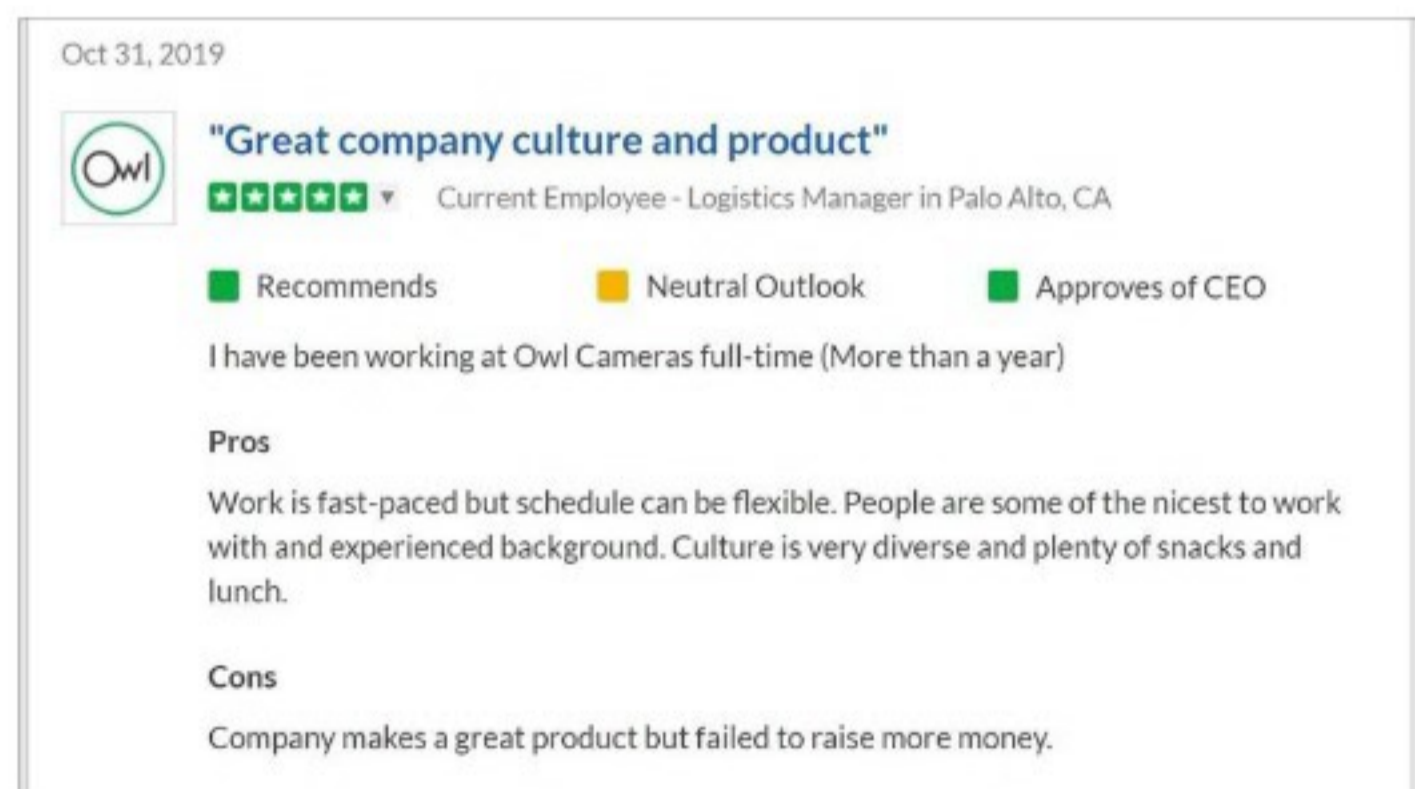 Oct 31, 2019
Owl
"Great company culture and product"
Current Employee - Logistics Manager in Palo Alto, CA
Recommends
Neutral Outlook
Approves of CEO
I have been working at Owl Cameras full-time (More than a year)
Pros
Work is fast-paced but schedule can be flexible. People are some of the nicest to work
with and experienced background. Culture is very diverse and plenty of snacks and
lunch.
Cons
Company makes a great product but failed to raise more money.